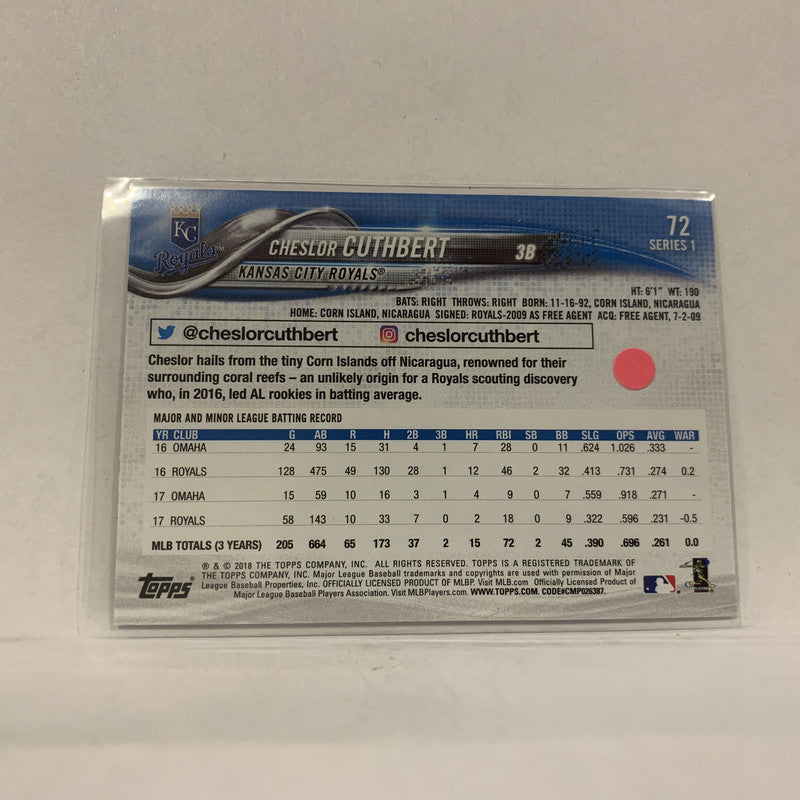 KC
Royals™
CHESLOR CUTHBERT
3B
KANSAS CITY ROYALS®
72
SERIES 1
HT: 6'1" WT: 190
BATS: RIGHT THROWS: RIGHT BORN: 11-16-92, CORN ISLAND, NICARAGUA
HOME: CORN ISLAND, NICARAGUA SIGNED: ROYALS-2009 AS FREE AGENT ACQ: FREE AGENT, 7-2-09
@cheslorcuthbert cheslorcuthbert
Cheslor hails from the tiny Corn Islands off Nicaragua, renowned for their
surrounding coral reefs – an unlikely origin for a Royals scouting discovery
who, in 2016, led AL rookies in batting average.
MAJOR AND MINOR LEAGUE BATTING RECORD
YR CLUB G AB R H 2B 3B HR RBI SB BB SLG OPS AVG WAR
16 OMAHA 24 93 15 31 4 1 7 28 0 11 .624 1.026 .333 -
16 ROYALS 128 475 49 130 28 1 12 46 2 32 .413 .731 .274 0.2
17 OMAHA 15 59 10 16 3 1 4 9 0 7 .559 .918 .271 -
17 ROYALS 58 143 10 33 7 0 2 18 0 9 .322 .596 .231 -0.5
MLB TOTALS (3 YEARS) 205 664 65 173 37 2 15 72 2 45 .390 .696 .261 0.0
® & © 2018 THE TOPPS COMPANY, INC. ALL RIGHTS RESERVED. TOPPS IS A REGISTERED TRADEMARK OF
THE TOPPS COMPANY, INC. Major League Baseball trademarks and copyrights are used with permission of Major
League Baseball Properties, Inc. OFFICIALLY LICENSED PRODUCT OF MLBP. Visit MLB.com Officially Licensed Product of
Major League Baseball Players Association. Visit MLBPlayers.com. WWW.TOPPS.COM. CODE#CMP026387.
TOPPS®